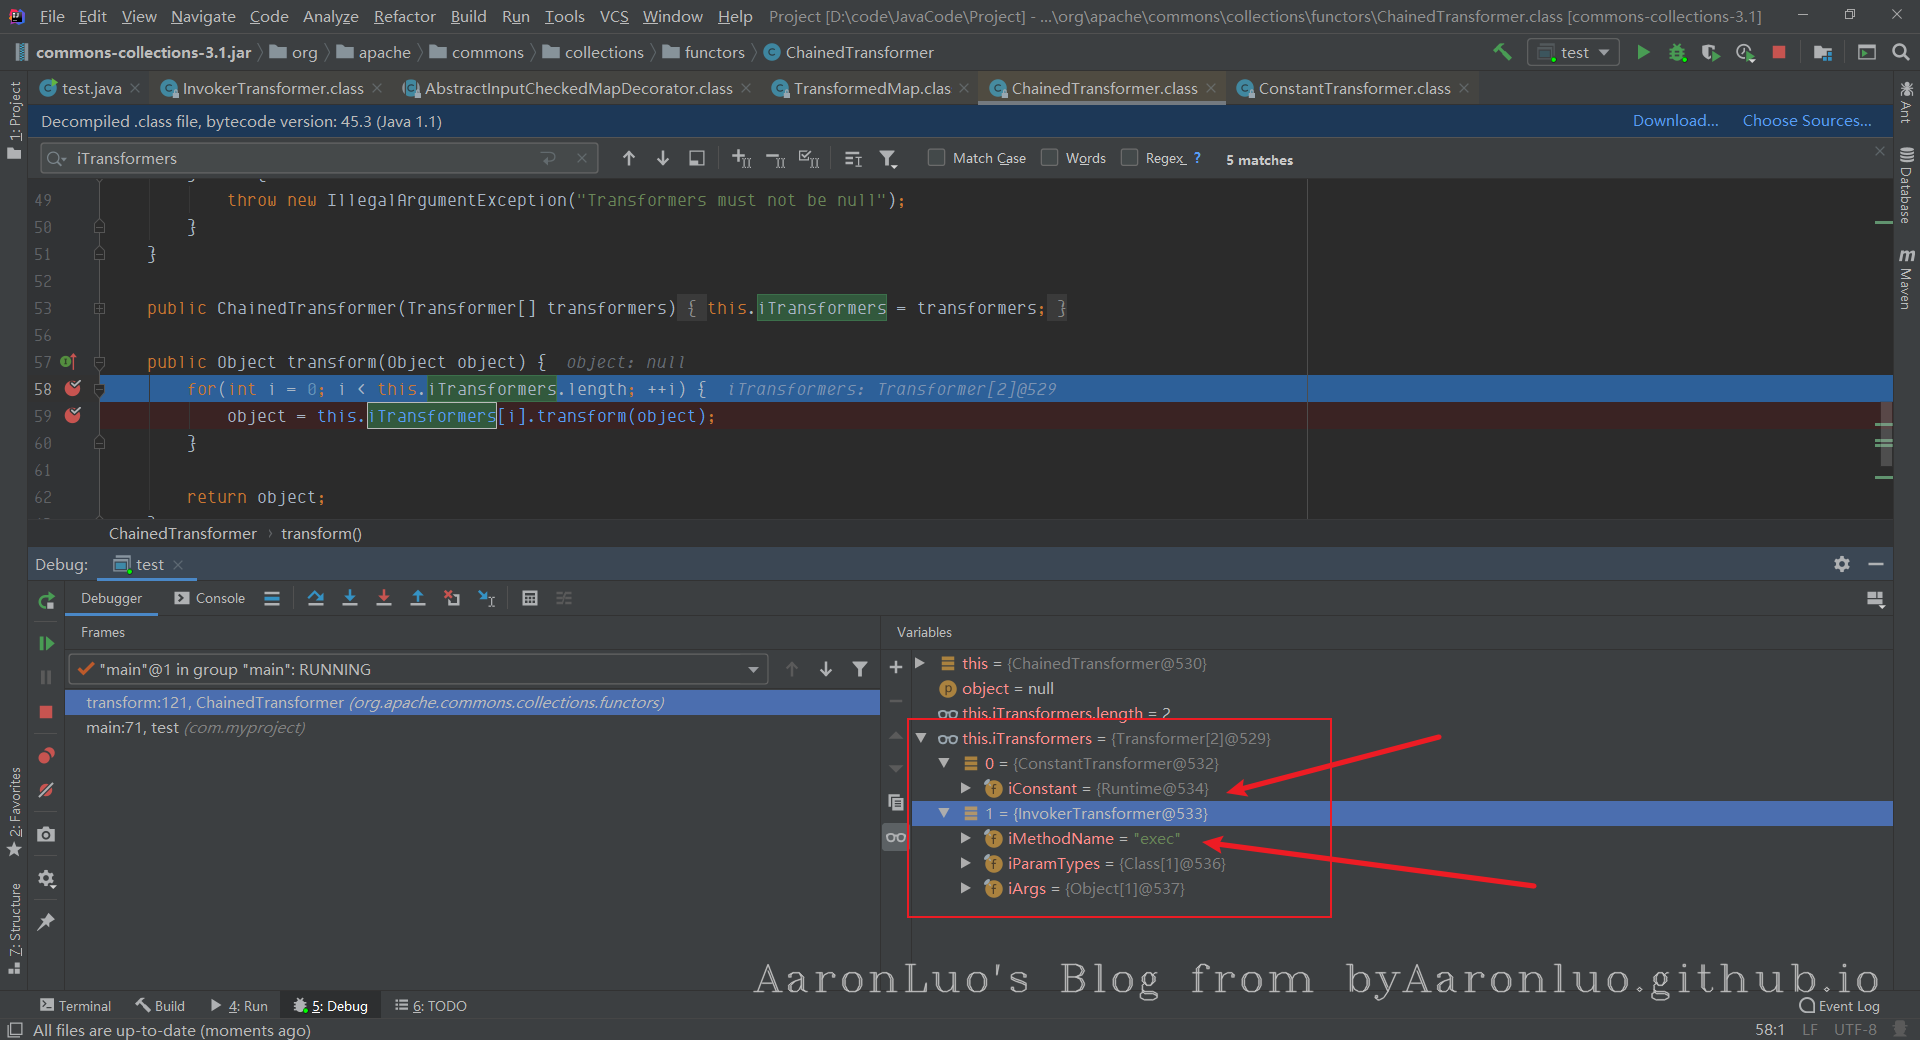 File Edit View Navigate Code Analyze Refactor Build Run Tools VCS Window Help Project [D:\code\JavaCode\Project] - ...\org\apache\commons\collections\functors\ChainedTransformer.class [commons-collections-3.1]
commons-collections-3.1.jar org apache commons collections functors ChainedTransformer test
test.java InvokerTransformer.class AbstractInputCheckedMapDecorator.class TransformedMap.clas ChainedTransformer.class ConstantTransformer.class
Decompiled .class file, bytecode version: 45.3 (Java 1.1) Download... Choose Sources...
iTransformers Match Case Words Regex ? 5 matches
{
49 throw new IllegalArgumentException("Transformers must not be null");
50 }
51 }
52
53 public ChainedTransformer(Transformer[] transformers) { this.iTransformers = transformers; }
56
57 public Object transform(Object object) { object: null
58 for(int i = 0; i < this.iTransformers.length; ++i) { iTransformers: Transformer[2]@529
59 object = this.iTransformers[i].transform(object);
60 }
61
62 return object;
ChainedTransformer › transform()
Debug: test
Debugger Console
Frames Variables
"main"@1 in group "main": RUNNING
transform:121, ChainedTransformer (org.apache.commons.collections.functors)
main:71, test (com.myproject)
this = {ChainedTransformer@530}
object = null
this.iTransformers.length = 2
this.iTransformers = {Transformer[2]@529}
0 = {ConstantTransformer@532}
iConstant = {Runtime@534}
1 = {InvokerTransformer@533}
iMethodName = "exec"
iParamTypes = {Class[1]@536}
iArgs = {Object[1]@537}
AaronLuo's Blog from byAaronluo.github.io
Terminal Build 4: Run 5: Debug 6: TODO Event Log
All files are up-to-date (moments ago) 58:1 LF UTF-8
1: Project
2: Favorites
7: Structure
Ant
Database
m Maven